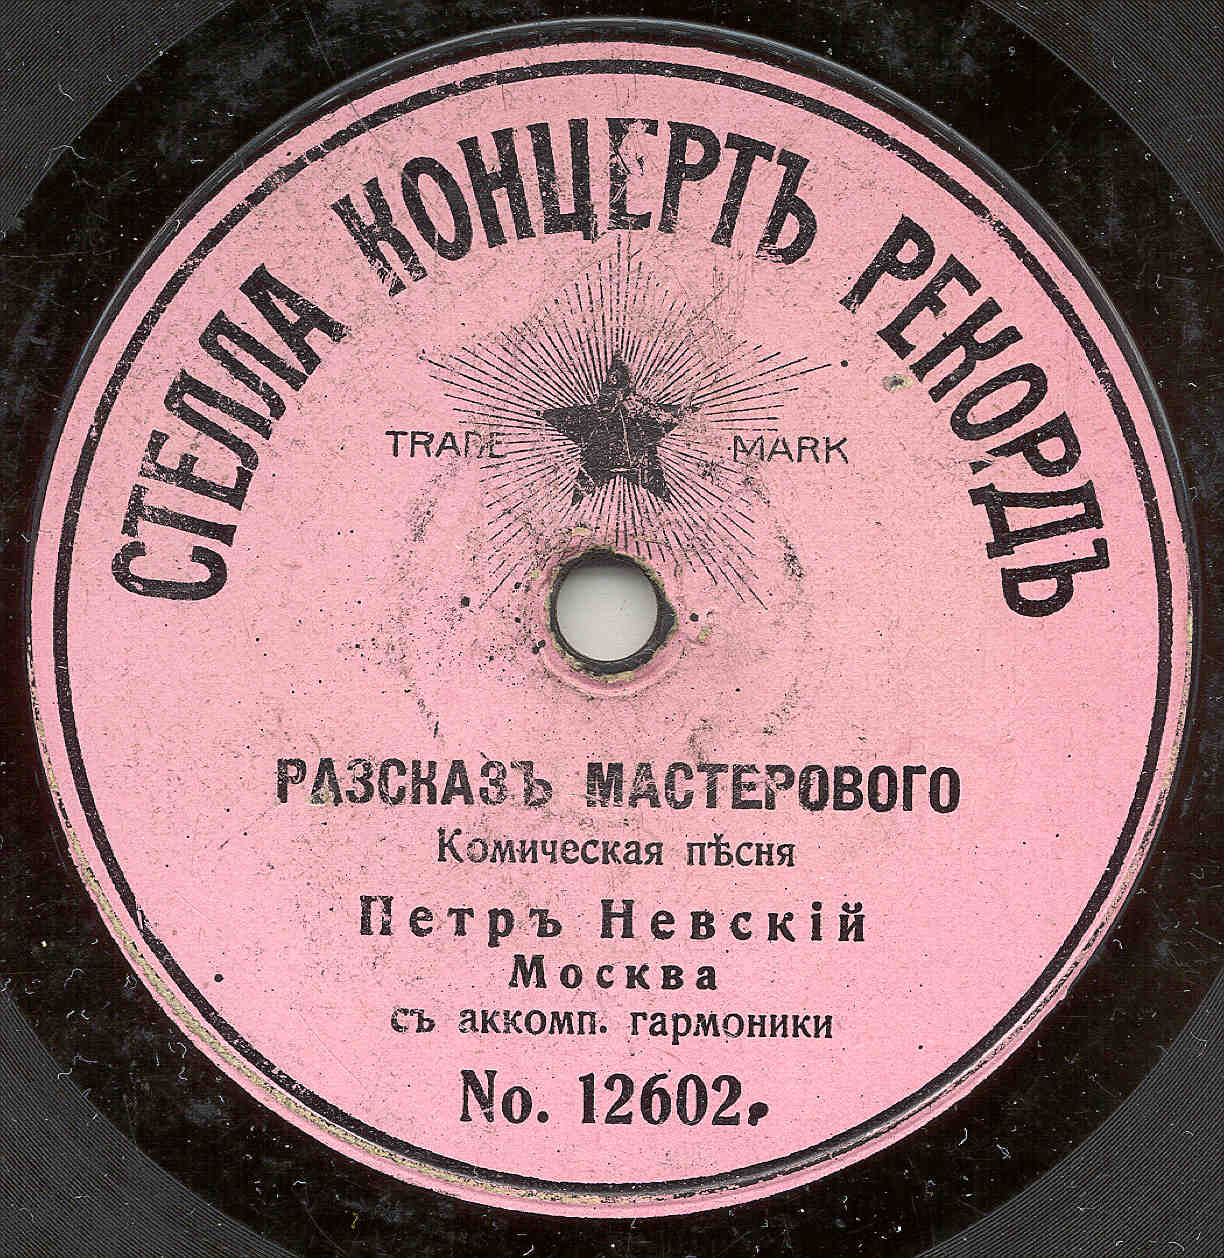 СТЕЛЛА КОНЦЕРТЪ РЕКОРДЪ
TRADE MARK
РАЗСКАЗЪ МАСТЕРОВОГО
Комическая пѣсня
Петръ Невскій
Москва
съ аккомп. гармоники
No. 12602.